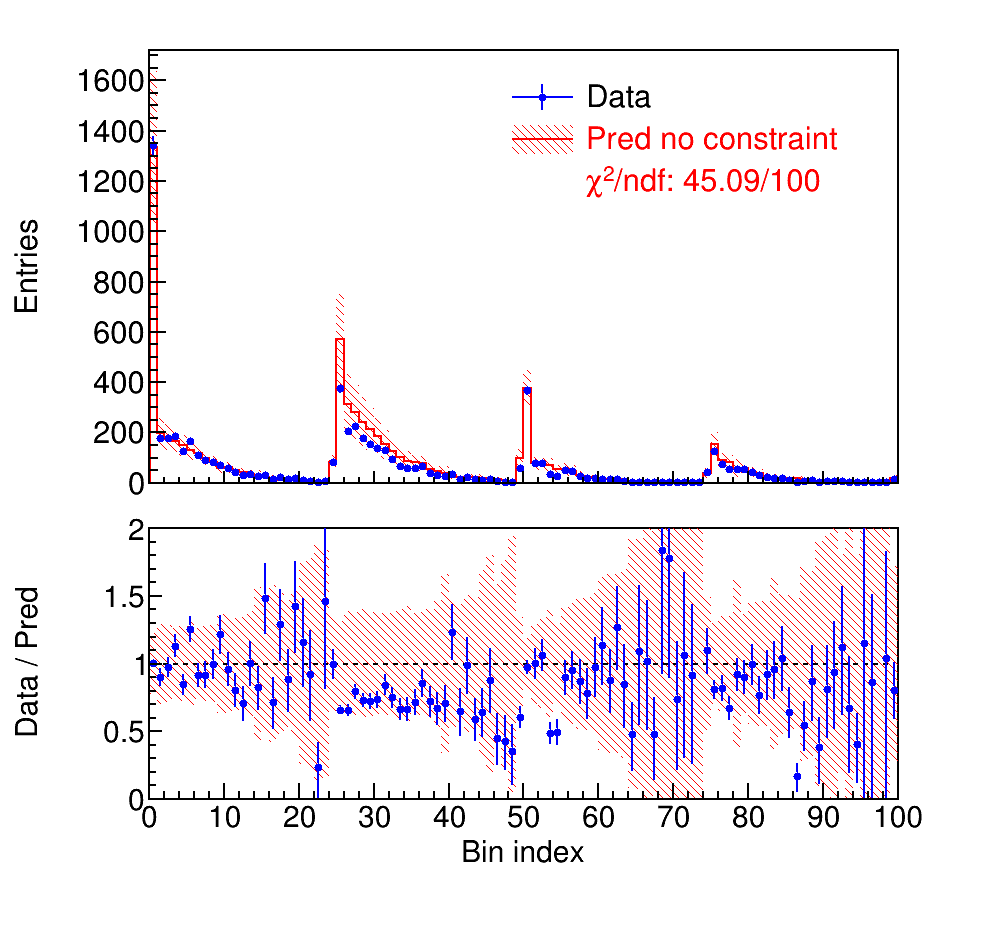 Entries
1600
1400
1200
1000
800
600
400
200
0
Data
Pred no constraint
χ²/ndf: 45.09/100
Data / Pred
2
1.5
1
0.5
0
0 10 20 30 40 50 60 70 80 90 100
Bin index